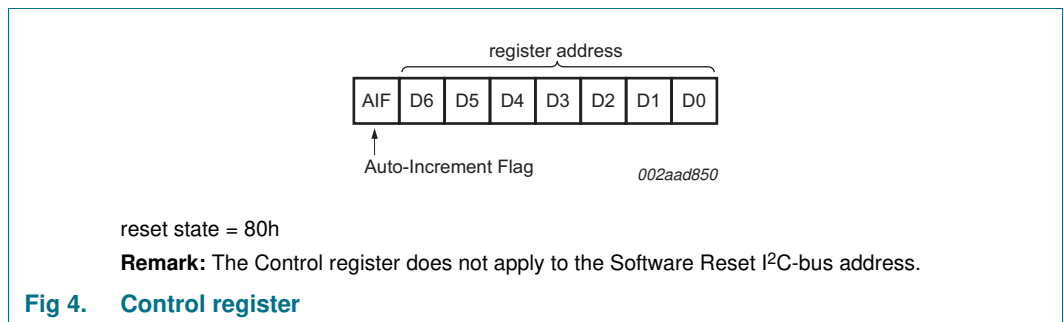 register address
AIF D6 D5 D4 D3 D2 D1 D0
Auto-Increment Flag
002aad850
reset state = 80h
Remark: The Control register does not apply to the Software Reset I²C-bus address.
Fig 4. Control register